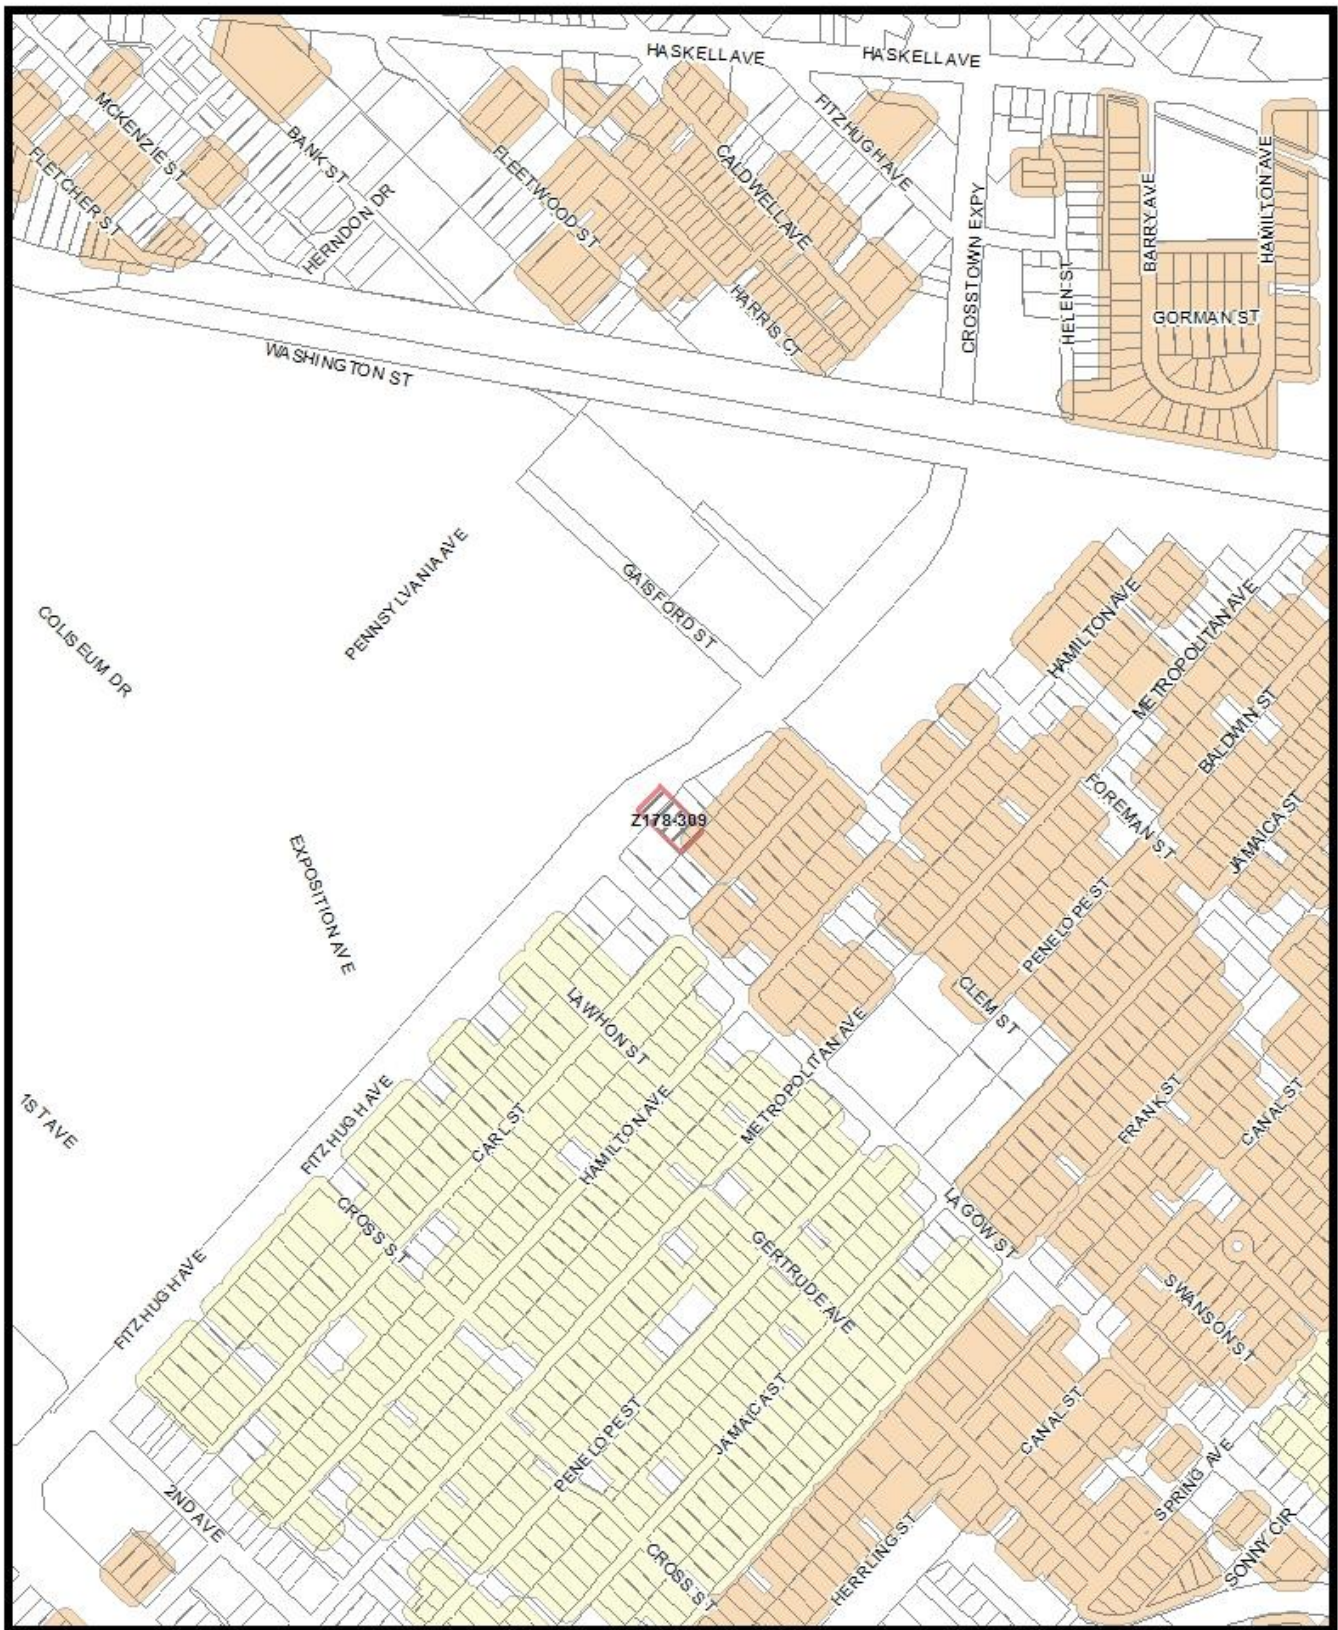 HASKELL AVE
HASKELL AVE
MCKENZIE ST
FITZHUGH AVE
BANK ST
FLEETWOOD ST
CALDWELL AVE
FLETCHER ST
HERNDON DR
CROSSTOWN EXPY
BARRY AVE
HAMILTON AVE
HELEN ST
HARRIS CT
GORMAN ST
WASHINGTON ST
PENNSYLVANIA AVE
GAISFORD ST
COLISEUM DR
HAMILTON AVE
METROPOLITAN AVE
BALDWIN ST
FOREMAN ST
JAMAICA ST
Z178-309
EXPOSITION AVE
PENELOPE ST
CLEM ST
LAWHON ST
METROPOLITAN AVE
1ST AVE
FITZHUGH AVE
CARL ST
HAMILTON AVE
FRANK ST
CANAL ST
CROSS ST
LAGOW ST
GERTRUDE AVE
FITZHUGH AVE
SWANSON ST
PENELOPE ST
JAMAICA ST
CANAL ST
2ND AVE
SPRING AVE
CROSS ST
HERRLING ST
SONNY CIR